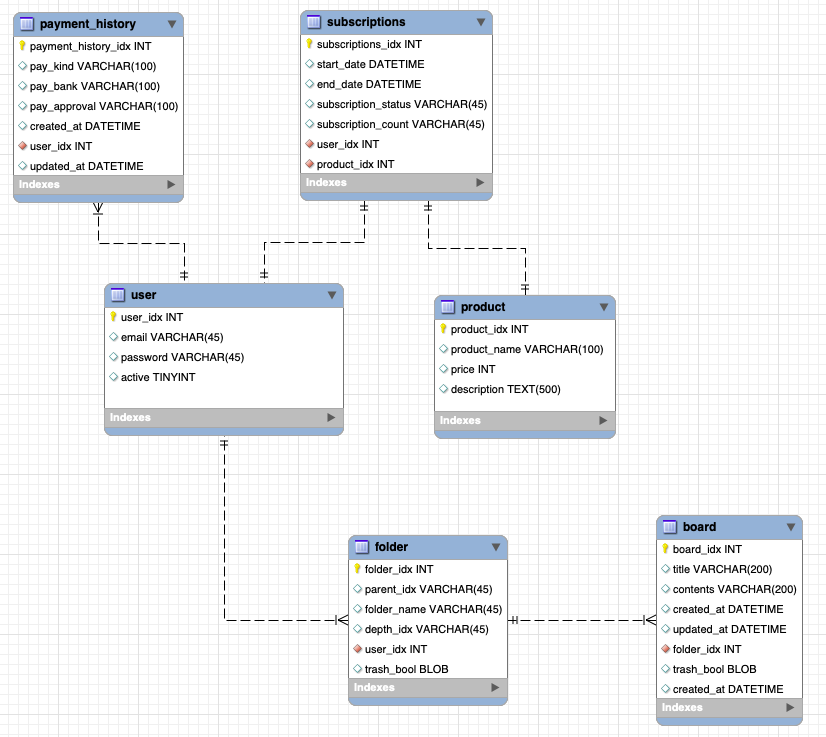 payment_history
payment_history_idx INT
pay_kind VARCHAR(100)
pay_bank VARCHAR(100)
pay_approval VARCHAR(100)
created_at DATETIME
user_idx INT
updated_at DATETIME
Indexes
subscriptions
subscriptions_idx INT
start_date DATETIME
end_date DATETIME
subscription_status VARCHAR(45)
subscription_count VARCHAR(45)
user_idx INT
product_idx INT
Indexes
user
user_idx INT
email VARCHAR(45)
password VARCHAR(45)
active TINYINT
Indexes
product
product_idx INT
product_name VARCHAR(100)
price INT
description TEXT(500)
Indexes
folder
folder_idx INT
parent_idx VARCHAR(45)
folder_name VARCHAR(45)
depth_idx VARCHAR(45)
user_idx INT
trash_bool BLOB
Indexes
board
board_idx INT
title VARCHAR(200)
contents VARCHAR(200)
created_at DATETIME
updated_at DATETIME
folder_idx INT
trash_bool BLOB
created_at DATETIME
Indexes